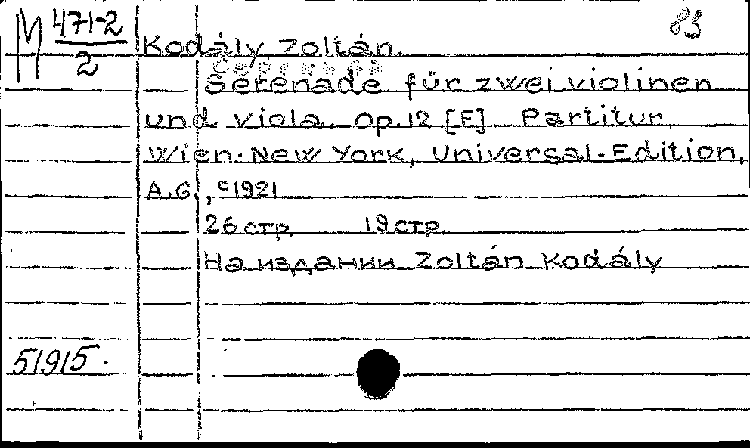 М 471-2
2
83
Kodály Zoltán.
Serenade für zwei violinen
und viola. Op.12 [F] Partitur
Wien-New York, Universal-Edition,
A.G., c1921
26 стр. 19 стр.
На издании Zoltán Kodály
51915.